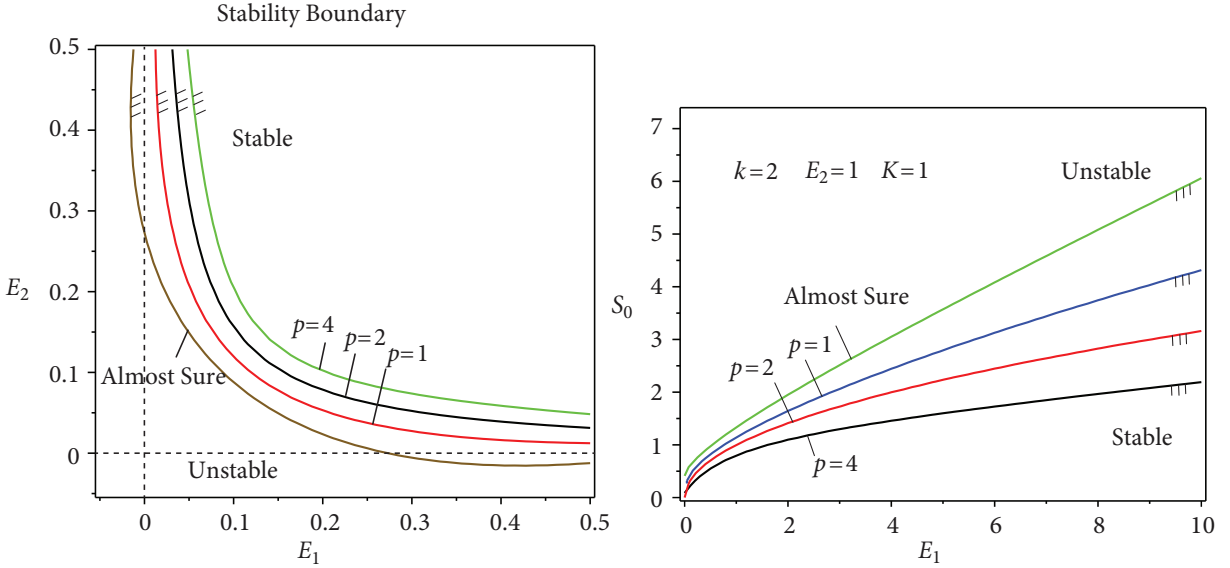 Stability Boundary
0.5
0.4
0.3
0.2
0.1
0
E₂
Stable
p=4
p=2
p=1
Almost Sure
Unstable
0
0.1
0.2
0.3
0.4
0.5
E₁
7
6
5
4
3
2
1
0
S₀
k=2 E₂=1 K=1
Unstable
Almost Sure
p=1
p=2
p=4
Stable
0
2
4
6
8
10
E₁